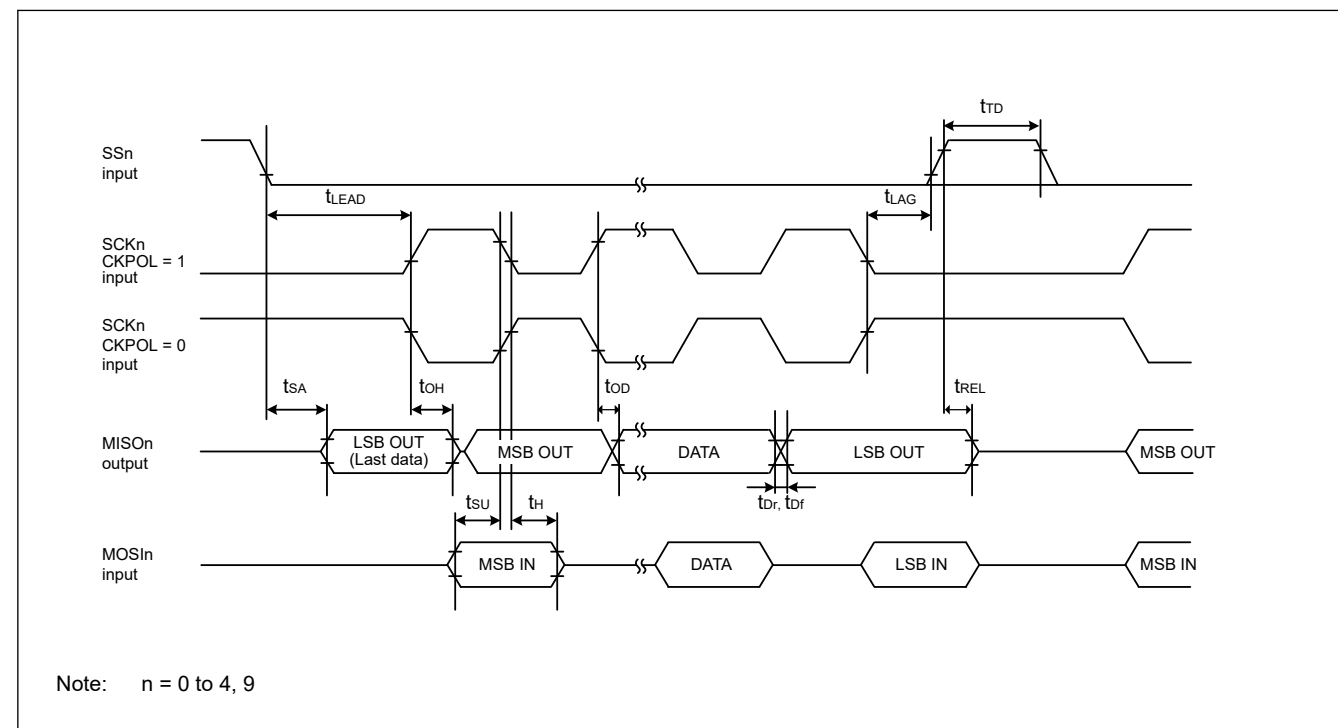 tTD
SSn
input
tLEAD
tLAG
SCKn
CKPOL = 1
input
SCKn
CKPOL = 0
input
tSA
tOH
tOD
tREL
MISOn
output
LSB OUT
(Last data)
MSB OUT
DATA
LSB OUT
MSB OUT
tSU
tH
tDr, tDf
MOSIn
input
MSB IN
DATA
LSB IN
MSB IN
Note: n = 0 to 4, 9